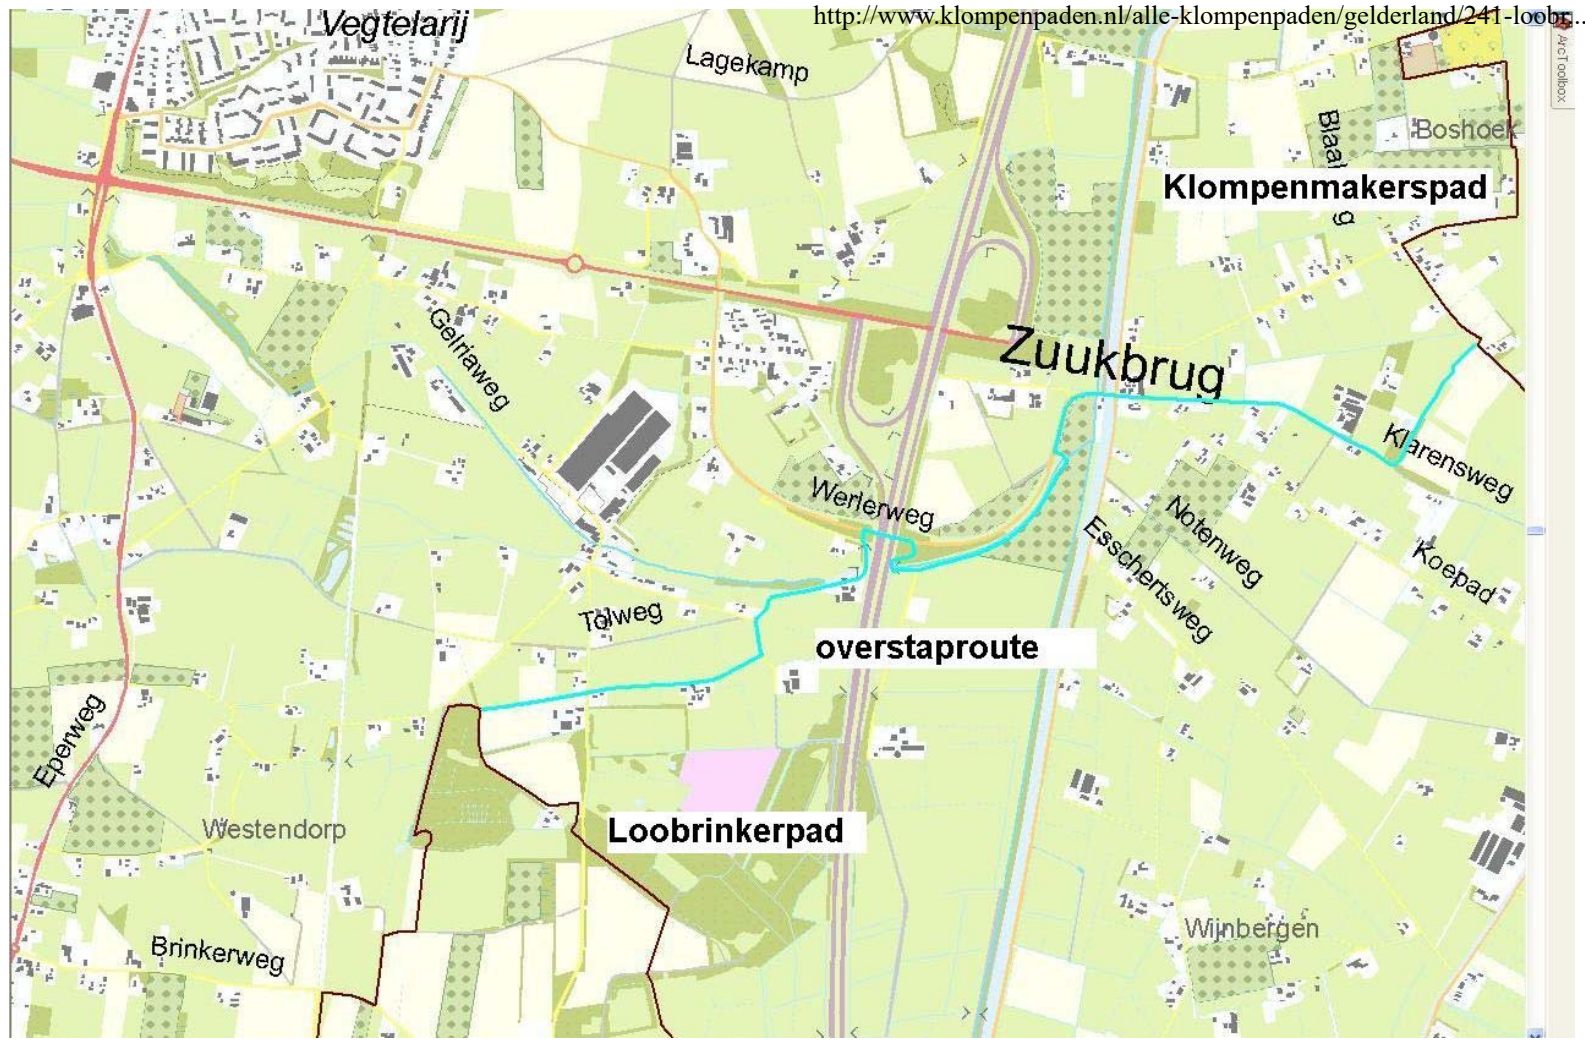 http://www.klompenpaden.nl/alle-klompenpaden/gelderland/241-loobr...
Vegtelarij
ArcToolbox
Lagekamp
Boshoek
Klompenmakerspad
Gelriaweg
Zuukbrug
Klarensweg
Werlerweg
Notenweg
Esschertsweg
Koepad
Tolweg
overstaproute
Eperweg
Westendorp
Loobrinkerpad
Wijnbergen
Brinkerweg